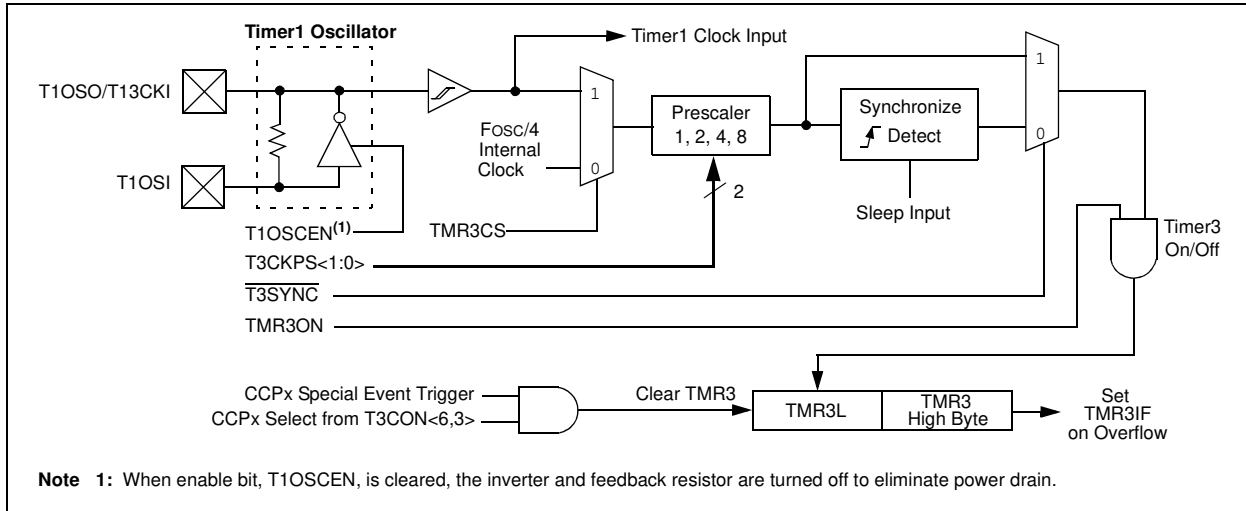 Timer1 Oscillator
Timer1 Clock Input
T1OSO/T13CKI
1
FOSC/4
Internal
Clock
0
Prescaler
1, 2, 4, 8
2
Synchronize
Detect
1
0
T1OSI
Sleep Input
T1OSCEN(1)
TMR3CS
Timer3
On/Off
T3CKPS<1:0>
T3SYNC
TMR3ON
CCPx Special Event Trigger
CCPx Select from T3CON<6,3>
Clear TMR3
TMR3L
TMR3
High Byte
Set
TMR3IF
on Overflow
Note 1: When enable bit, T1OSCEN, is cleared, the inverter and feedback resistor are turned off to eliminate power drain.